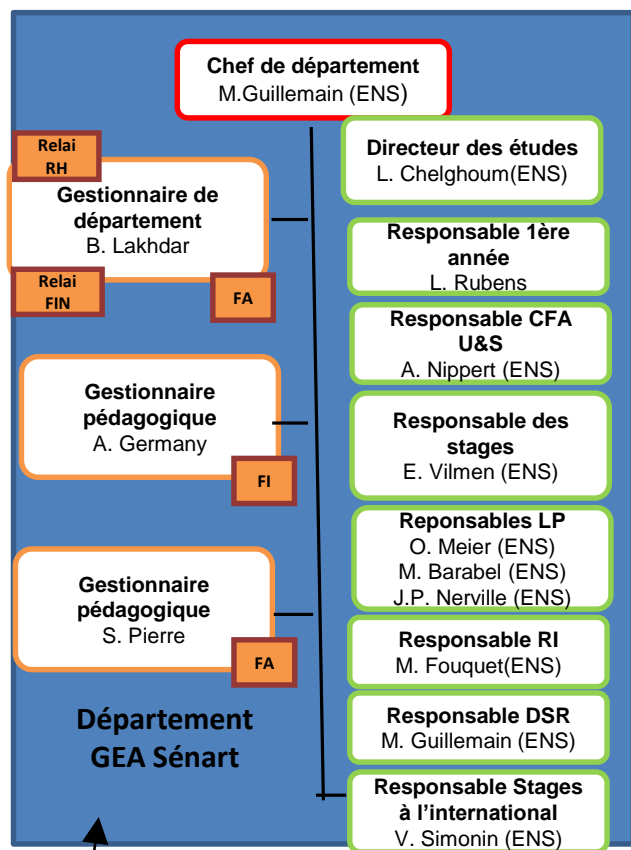 Chef de département
M.Guillemain (ENS)
Relai
RH
Gestionnaire de
département
B. Lakhdar
Relai
FIN
FA
Gestionnaire
pédagogique
A. Germany
FI
Gestionnaire
pédagogique
S. Pierre
FA
Département
GEA Sénart
Directeur des études
L. Chelghoum(ENS)
Responsable 1ère
année
L. Rubens
Responsable CFA
U&S
A. Nippert (ENS)
Responsable des
stages
E. Vilmen (ENS)
Reponsables LP
O. Meier (ENS)
M. Barabel (ENS)
J.P. Nerville (ENS)
Responsable RI
M. Fouquet(ENS)
Responsable DSR
M. Guillemain (ENS)
Responsable Stages
à l’international
V. Simonin (ENS)